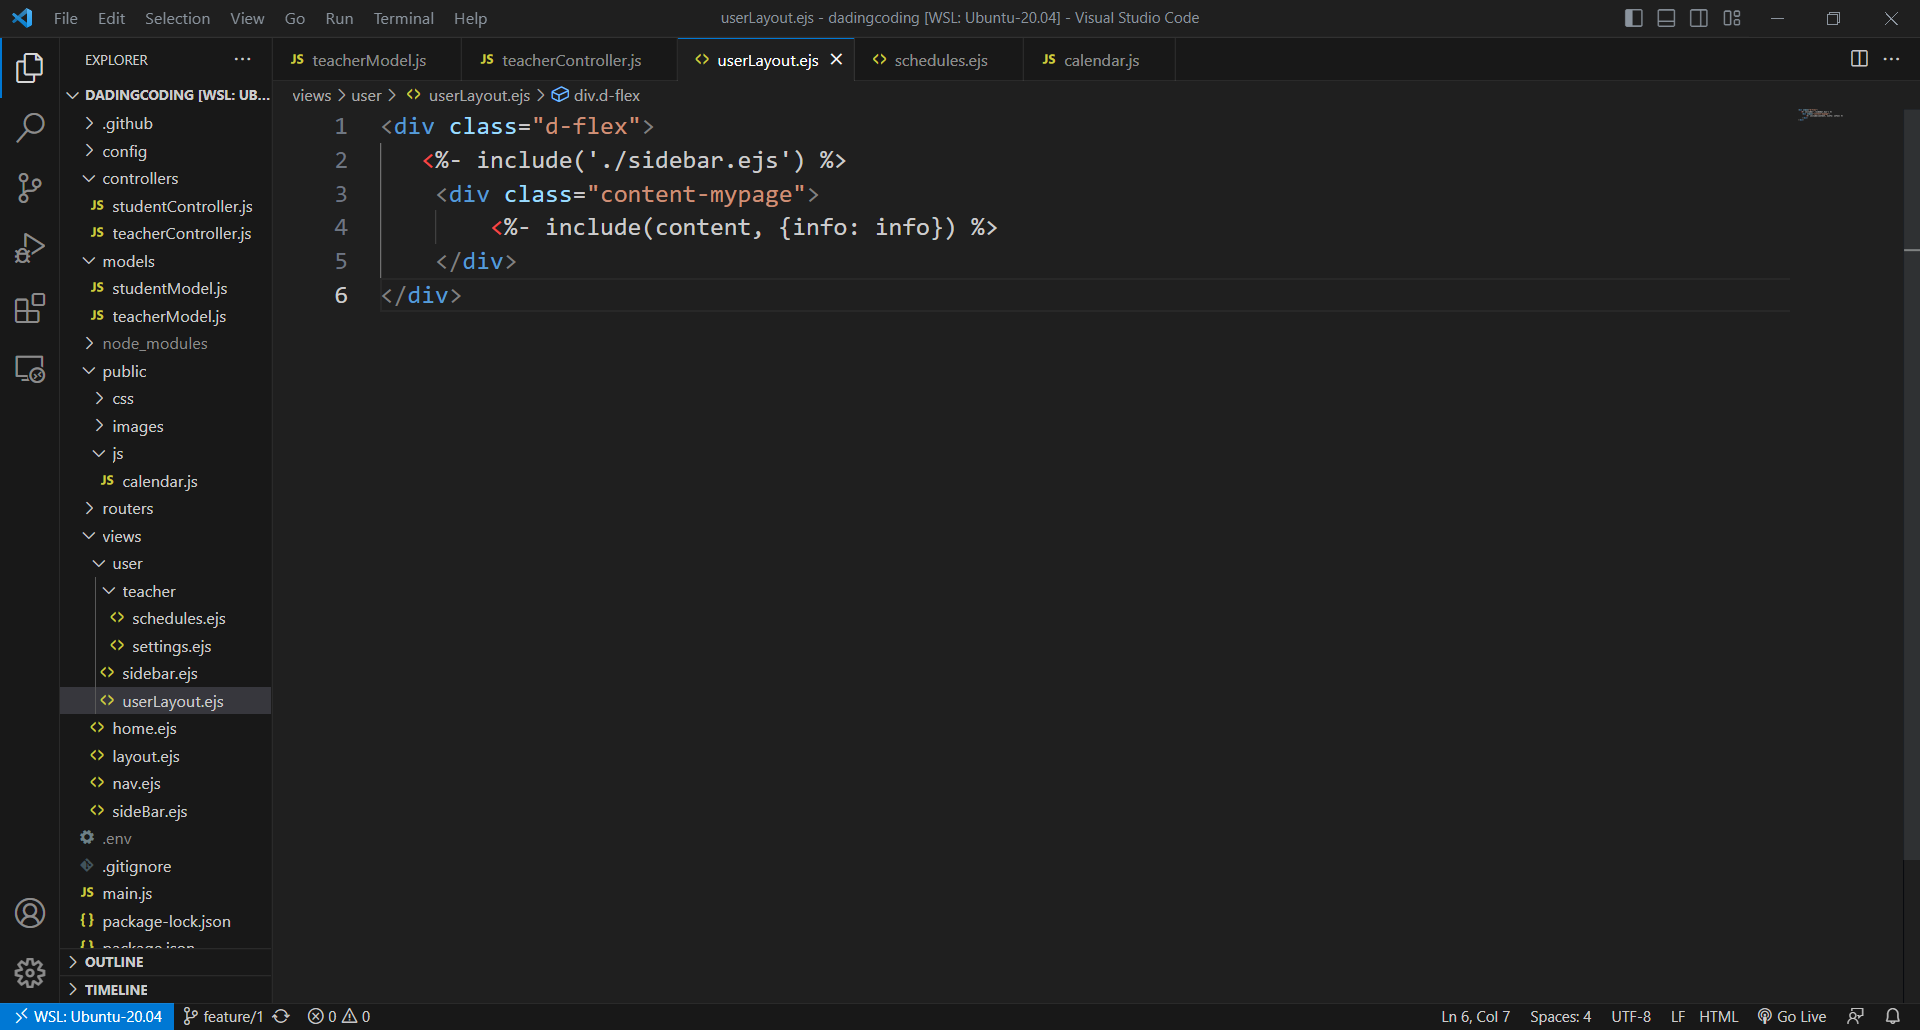 File Edit Selection View Go Run Terminal Help
userLayout.ejs - dadingcoding [WSL: Ubuntu-20.04] - Visual Studio Code
EXPLORER
DADINGCODING [WSL: UB...
.github
config
controllers
JS studentController.js
JS teacherController.js
models
JS studentModel.js
JS teacherModel.js
node_modules
public
css
images
js
JS calendar.js
routers
views
user
teacher
<> schedules.ejs
<> settings.ejs
<> sidebar.ejs
<> userLayout.ejs
<> home.ejs
<> layout.ejs
<> nav.ejs
<> sideBar.ejs
.env
.gitignore
JS main.js
{} package-lock.json
{} package.json
OUTLINE
TIMELINE
JS teacherModel.js
JS teacherController.js
<> userLayout.ejs
<> schedules.ejs
JS calendar.js
views > user > <> userLayout.ejs > div.d-flex
1 <div class="d-flex">
2 <%- include('./sidebar.ejs') %>
3 <div class="content-mypage">
4 <%- include(content, {info: info}) %>
5 </div>
6 </div>
WSL: Ubuntu-20.04 feature/1 0 0
Ln 6, Col 7 Spaces: 4 UTF-8 LF HTML Go Live